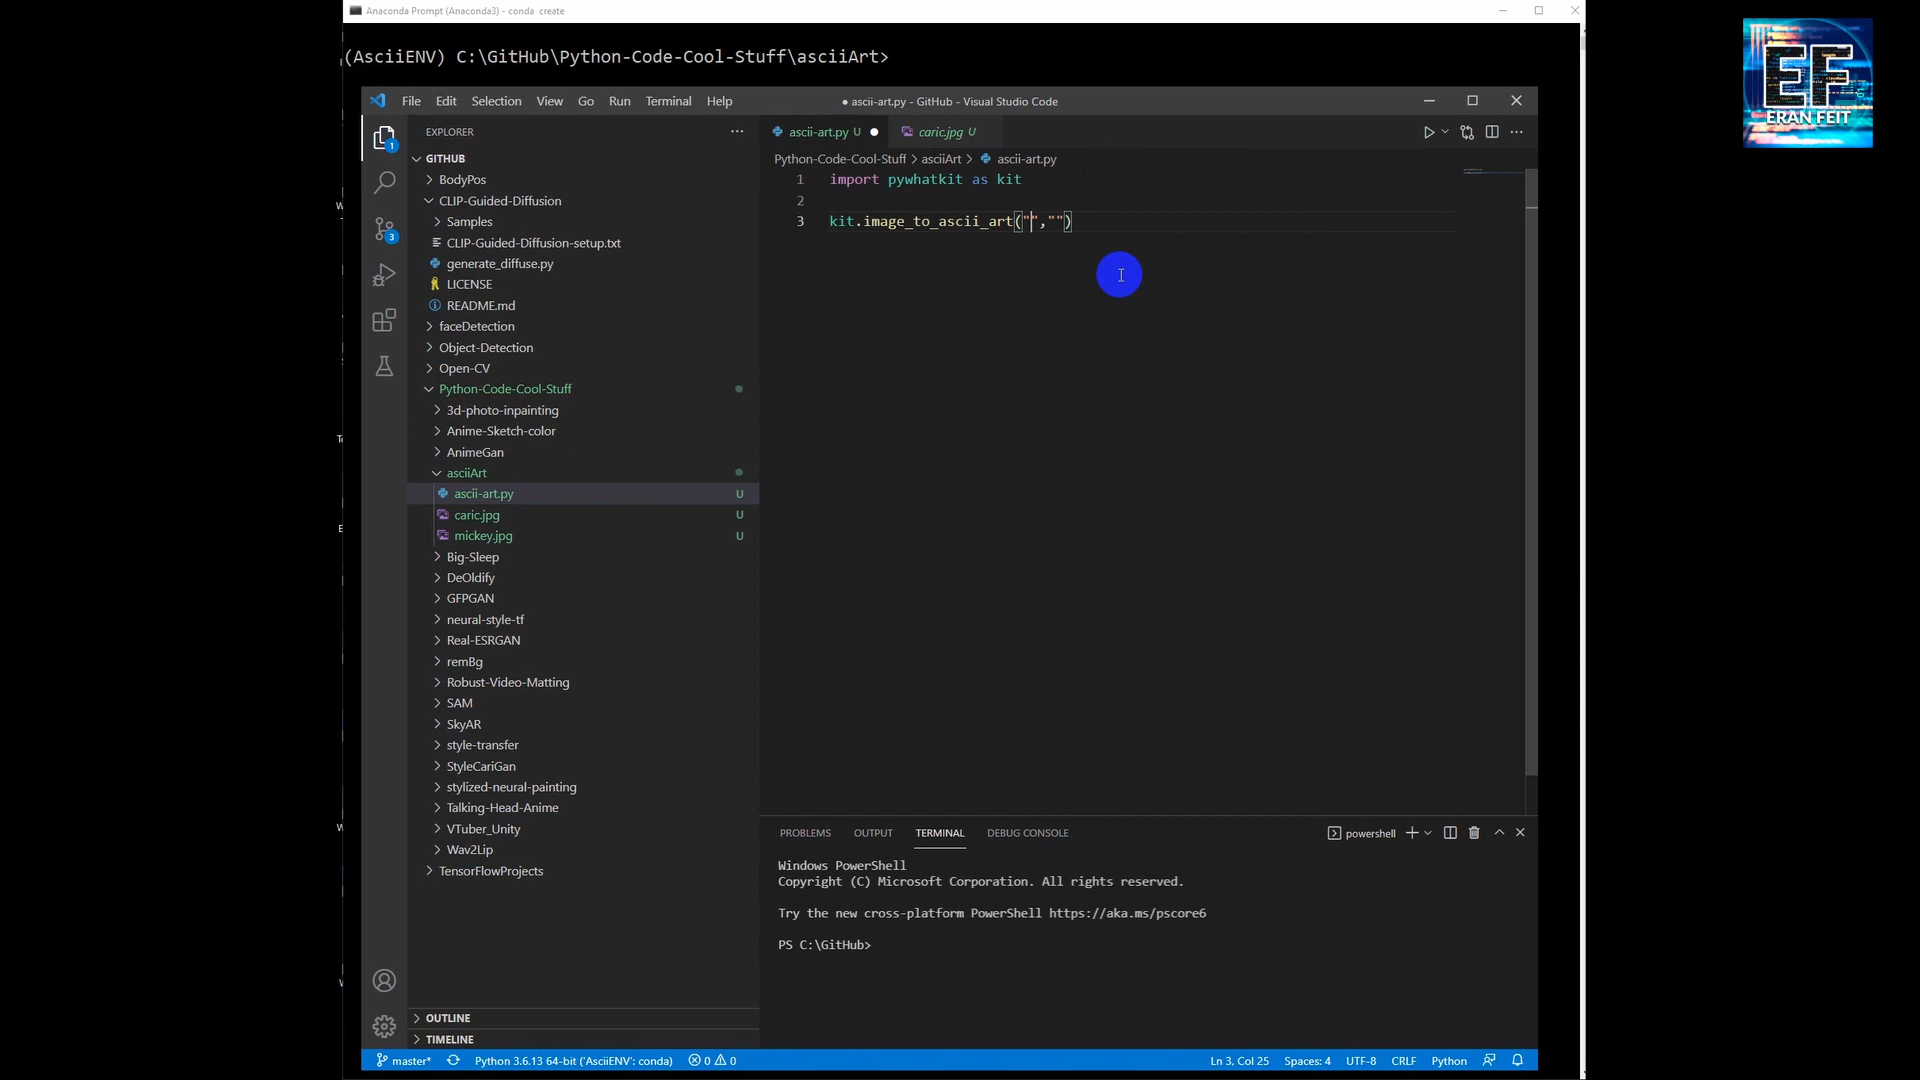 Anaconda Prompt (Anaconda3) - conda create
(AsciiENV) C:\GitHub\Python-Code-Cool-Stuff\asciiArt>
EF
ERAN FEIT
File Edit Selection View Go Run Terminal Help
● ascii-art.py - GitHub - Visual Studio Code
EXPLORER
ascii-art.py U
caric.jpg U
GITHUB
Python-Code-Cool-Stuff > asciiArt > ascii-art.py
BodyPos
CLIP-Guided-Diffusion
Samples
CLIP-Guided-Diffusion-setup.txt
generate_diffuse.py
LICENSE
README.md
faceDetection
Object-Detection
Open-CV
Python-Code-Cool-Stuff
3d-photo-inpainting
Anime-Sketch-color
AnimeGan
asciiArt
ascii-art.py U
caric.jpg U
mickey.jpg U
Big-Sleep
DeOldify
GFPGAN
neural-style-tf
Real-ESRGAN
remBg
Robust-Video-Matting
SAM
SkyAR
style-transfer
StyleCariGan
stylized-neural-painting
Talking-Head-Anime
VTuber_Unity
Wav2Lip
TensorFlowProjects
OUTLINE
TIMELINE
1
3
1 import pywhatkit as kit
2
3 kit.image_to_ascii_art("","")
PROBLEMS OUTPUT TERMINAL DEBUG CONSOLE
powershell
Windows PowerShell
Copyright (C) Microsoft Corporation. All rights reserved.
Try the new cross-platform PowerShell https://aka.ms/pscore6
PS C:\GitHub>
master* Python 3.6.13 64-bit ('AsciiENV': conda) 0 0
Ln 3, Col 25 Spaces: 4 UTF-8 CRLF Python